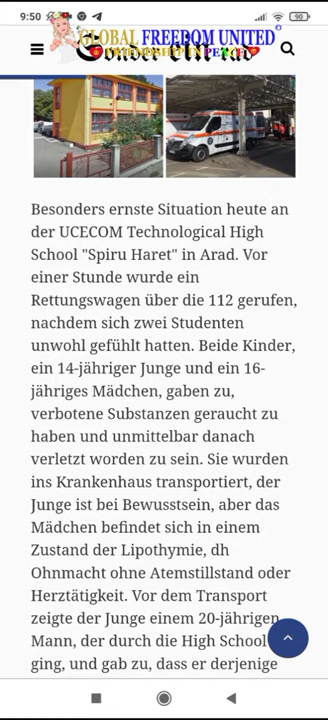 9:50
90
GLOBAL FREEDOM UNITED
FRIENDSHIP IN PEACE
Besonders ernste Situation heute an
der UCECOM Technological High
School "Spiru Haret" in Arad. Vor
einer Stunde wurde ein
Rettungswagen über die 112 gerufen,
nachdem sich zwei Studenten
unwohl gefühlt hatten. Beide Kinder,
ein 14-jähriger Junge und ein 16-
jähriges Mädchen, gaben zu,
verbotene Substanzen geraucht zu
haben und unmittelbar danach
verletzt worden zu sein. Sie wurden
ins Krankenhaus transportiert, der
Junge ist bei Bewusstsein, aber das
Mädchen befindet sich in einem
Zustand der Lipothymie, dh
Ohnmacht ohne Atemstillstand oder
Herztätigkeit. Vor dem Transport
zeigte der Junge einem 20-jährigen
Mann, der durch die High School
ging, und gab zu, dass er derjenige